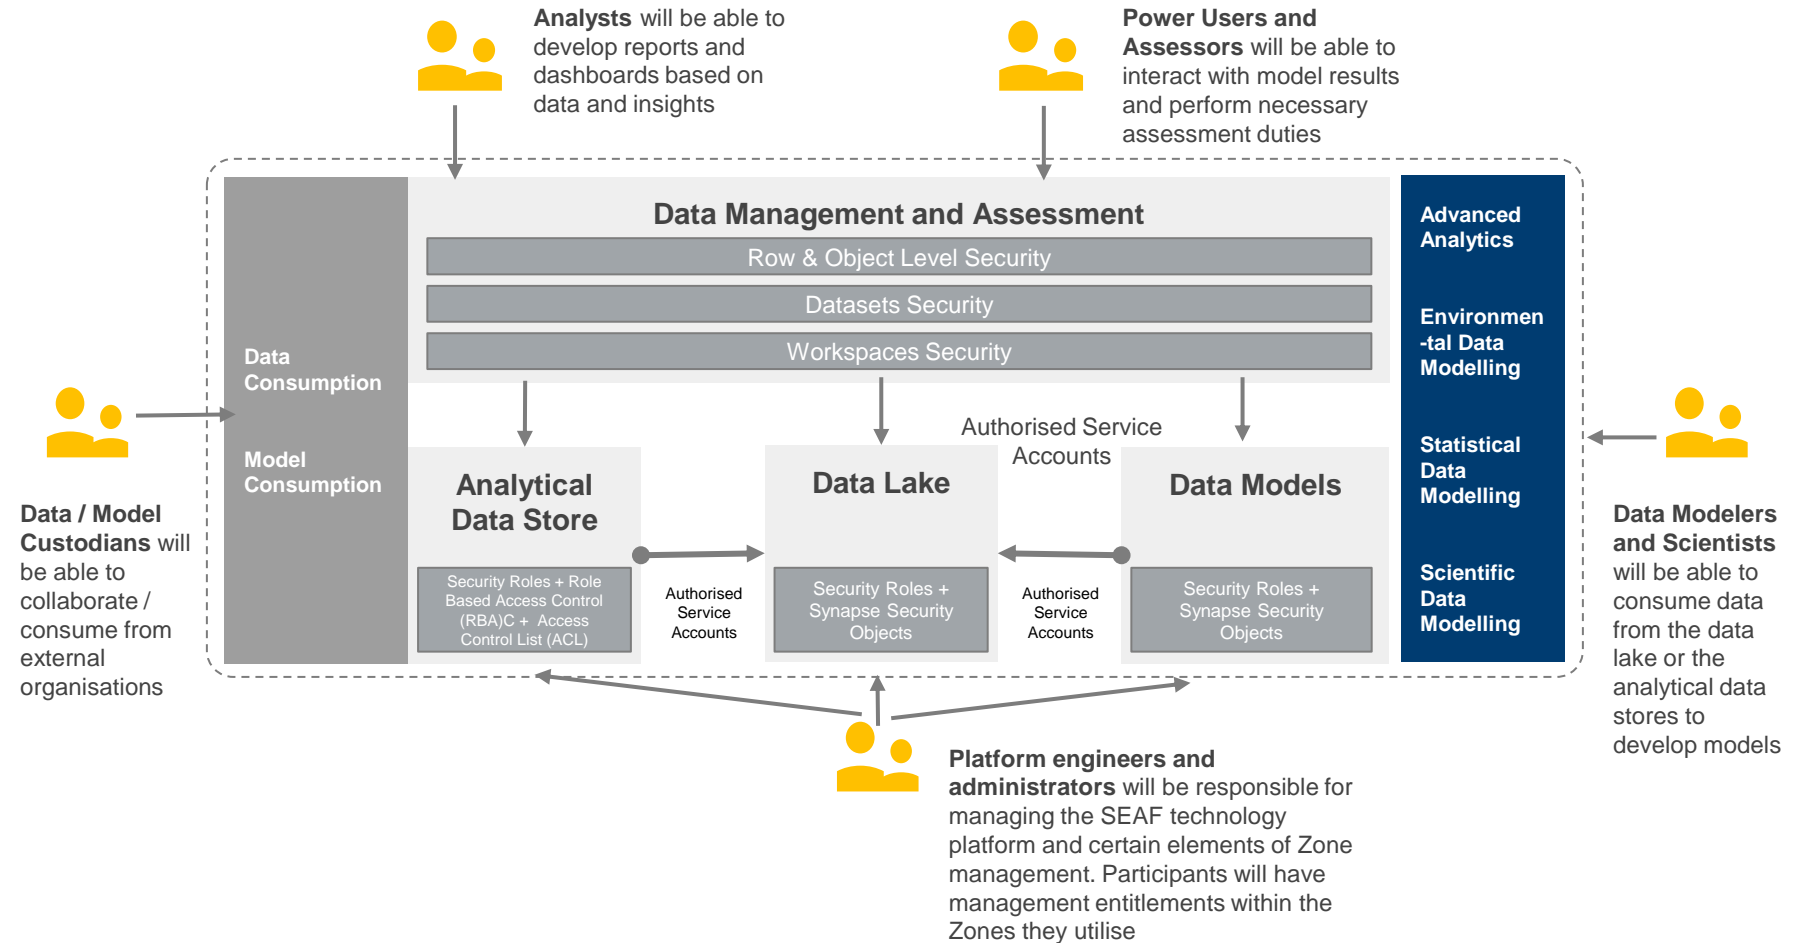 Analysts will be able to
develop reports and
dashboards based on
data and insights
Power Users and
Assessors will be able to
interact with model results
and perform necessary
assessment duties
Data Management and Assessment
Row & Object Level Security
Datasets Security
Workspaces Security
Data
Consumption
Model
Consumption
Advanced
Analytics
Environmen
-tal Data
Modelling
Statistical
Data
Modelling
Scientific
Data
Modelling
Authorised Service
Accounts
Analytical
Data Store
Data Lake
Data Models
Security Roles + Role
Based Access Control
(RBA)C + Access
Control List (ACL)
Authorised
Service
Accounts
Security Roles +
Synapse Security
Objects
Authorised
Service
Accounts
Security Roles +
Synapse Security
Objects
Data / Model
Custodians will
be able to
collaborate /
consume from
external
organisations
Data Modelers
and Scientists
will be able to
consume data
from the data
lake or the
analytical data
stores to
develop models
Platform engineers and
administrators will be responsible for
managing the SEAF technology
platform and certain elements of Zone
management. Participants will have
management entitlements within the
Zones they utilise